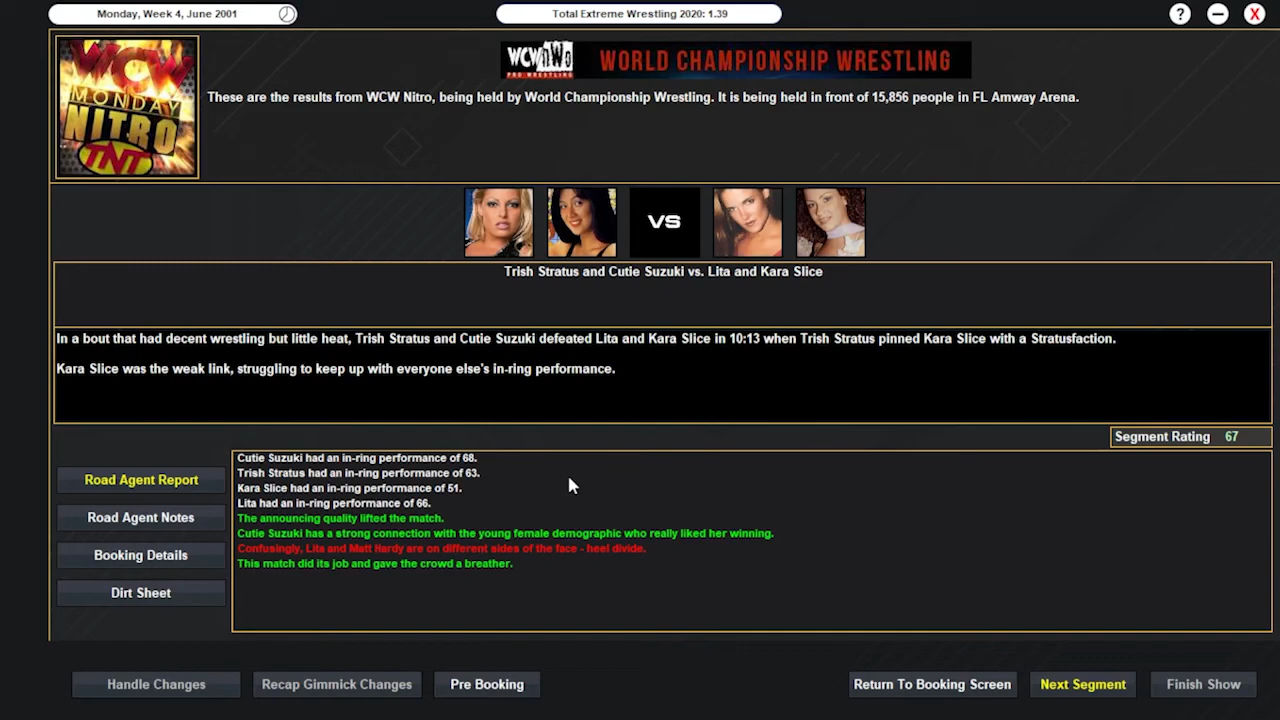 Monday, Week 4, June 2001
Total Extreme Wrestling 2020: 1.39
?
X
WCW
MONDAY
NITRO
TNT
WCW nWo
PRO WRESTLING
WORLD CHAMPIONSHIP WRESTLING
These are the results from WCW Nitro, being held by World Championship Wrestling. It is being held in front of 15,856 people in FL Amway Arena.
VS
Trish Stratus and Cutie Suzuki vs. Lita and Kara Slice
In a bout that had decent wrestling but little heat, Trish Stratus and Cutie Suzuki defeated Lita and Kara Slice in 10:13 when Trish Stratus pinned Kara Slice with a Stratusfaction.
Kara Slice was the weak link, struggling to keep up with everyone else's in-ring performance.
Segment Rating 67
Road Agent Report
Road Agent Notes
Booking Details
Dirt Sheet
Cutie Suzuki had an in-ring performance of 68.
Trish Stratus had an in-ring performance of 63.
Kara Slice had an in-ring performance of 51.
Lita had an in-ring performance of 66.
The announcing quality lifted the match.
Cutie Suzuki has a strong connection with the young female demographic who really liked her winning.
Confusingly, Lita and Matt Hardy are on different sides of the face - heel divide.
This match did its job and gave the crowd a breather.
Handle Changes
Recap Gimmick Changes
Pre Booking
Return To Booking Screen
Next Segment
Finish Show